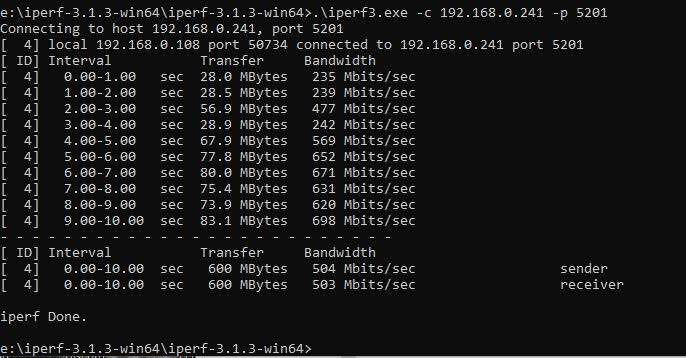 e:\iperf-3.1.3-win64\iperf-3.1.3-win64>.\iperf3.exe -c 192.168.0.241 -p 5201
Connecting to host 192.168.0.241, port 5201
[  4] local 192.168.0.108 port 50734 connected to 192.168.0.241 port 5201
[ ID] Interval           Transfer     Bandwidth
[  4]   0.00-1.00   sec  28.0 MBytes   235 Mbits/sec
[  4]   1.00-2.00   sec  28.5 MBytes   239 Mbits/sec
[  4]   2.00-3.00   sec  56.9 MBytes   477 Mbits/sec
[  4]   3.00-4.00   sec  28.9 MBytes   242 Mbits/sec
[  4]   4.00-5.00   sec  67.9 MBytes   569 Mbits/sec
[  4]   5.00-6.00   sec  77.8 MBytes   652 Mbits/sec
[  4]   6.00-7.00   sec  80.0 MBytes   671 Mbits/sec
[  4]   7.00-8.00   sec  75.4 MBytes   631 Mbits/sec
[  4]   8.00-9.00   sec  73.9 MBytes   620 Mbits/sec
[  4]   9.00-10.00  sec  83.1 MBytes   698 Mbits/sec
- - - - - - - - - - - - - - - - - - - - - - - - -
[ ID] Interval           Transfer     Bandwidth
[  4]   0.00-10.00  sec   600 MBytes   504 Mbits/sec                  sender
[  4]   0.00-10.00  sec   600 MBytes   503 Mbits/sec                  receiver
iperf Done.
e:\iperf-3.1.3-win64\iperf-3.1.3-win64>